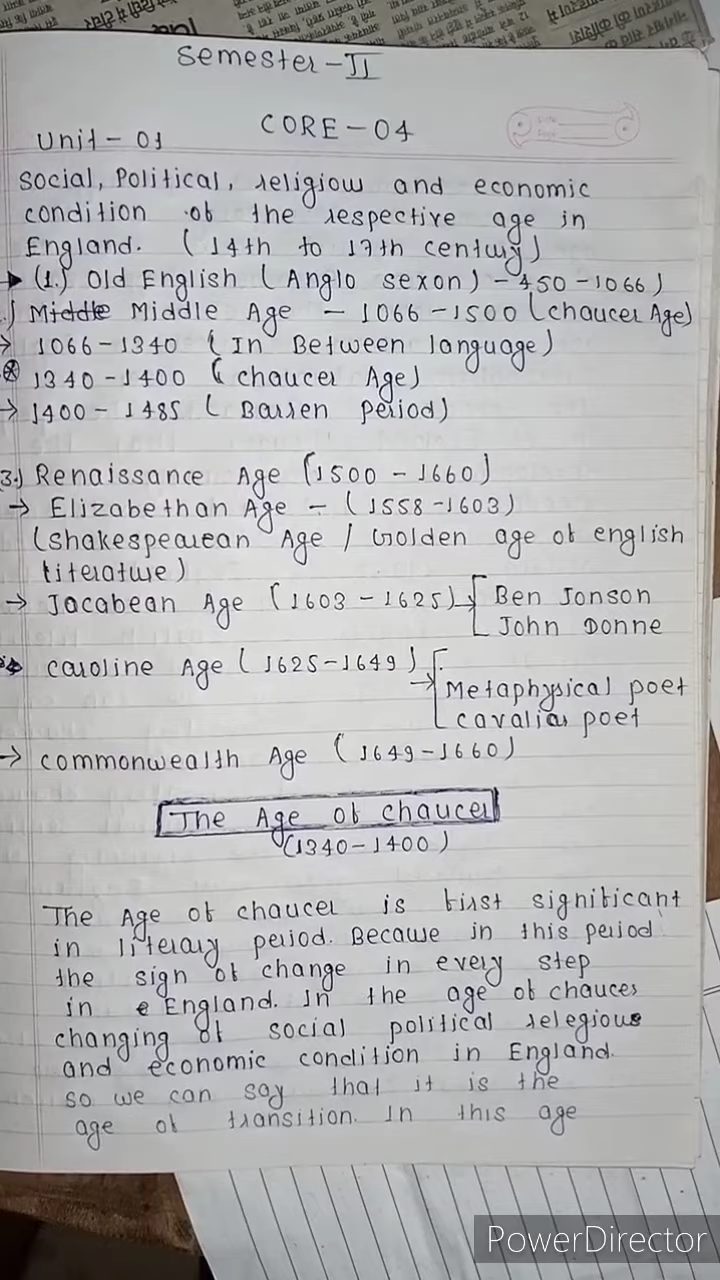 Semester-II
CORE-04
Unit-01
Social, Political, religiow and economic
condition of the respective age in
England. (14th to 17th century)
(1.) Old English (Anglo sexon) - 450-1066)
.) Middle Middle Age - 1066-1500 (Chaucer Age)
→ 1066-1340 (In Between language)
1340-1400 (Chaucer Age)
→ 1400-1485 (Barren period)
3.) Renaissance Age (1500-1660)
→ Elizabethan Age - (1558-1603)
(Shakespearean Age / Golden age of english
literature)
→ Jacabean Age (1603-1625) → Ben Jonson
John Donne
→ Caroline Age (1625-1649)
→ Metaphysical poet
Cavaliar poet
→ Commonwealth Age (1649-1660)
The Age of Chaucer
(1340-1400)
The Age of Chaucer is first significant
in literary period. Because in this period
the sign of change in every step
in e England. In the age of Chaucer
changing of social political relegious
and economic condition in England.
so we can say that it is the
age of transition. In this age
PowerDirector